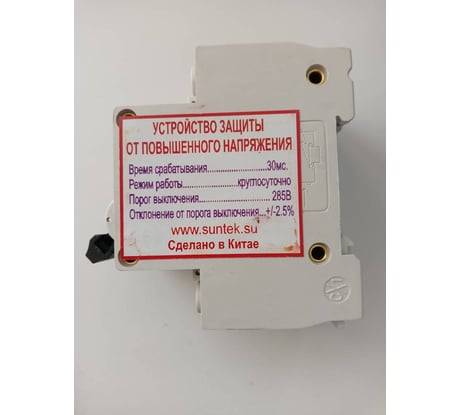 УСТРОЙСТВО ЗАЩИТЫ
ОТ ПОВЫШЕННОГО НАПРЯЖЕНИЯ
Время срабатывания......................30мс.
Режим работы....................круглосуточно
Порог выключения......................... 285В
Отклонение от порога выключения...+/-2.5%
www.suntek.su
Сделано в Китае